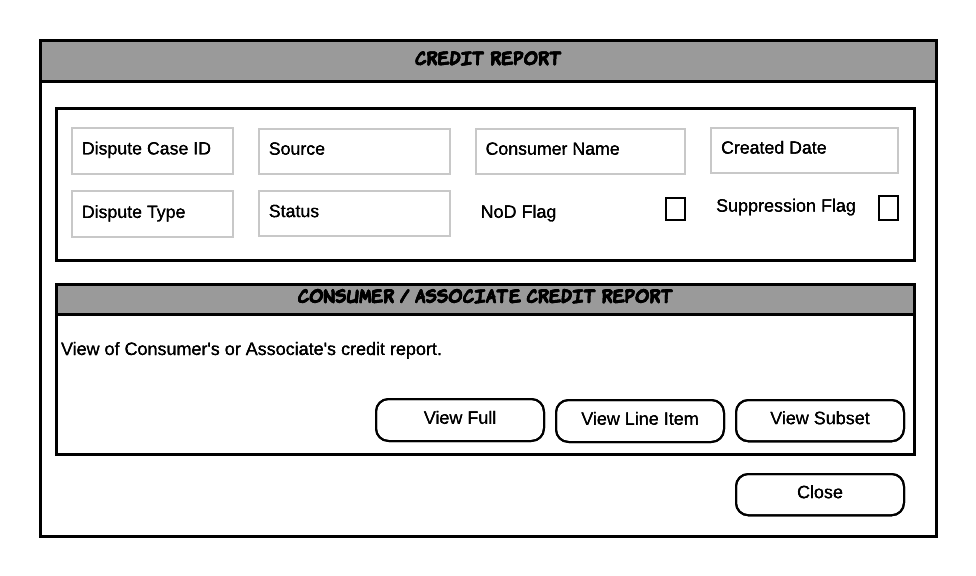 CREDIT REPORT
Dispute Case ID
Source
Consumer Name
Created Date
Dispute Type
Status
NoD Flag
Suppression Flag
CONSUMER / ASSOCIATE CREDIT REPORT
View of Consumer's or Associate's credit report.
View Full
View Line Item
View Subset
Close